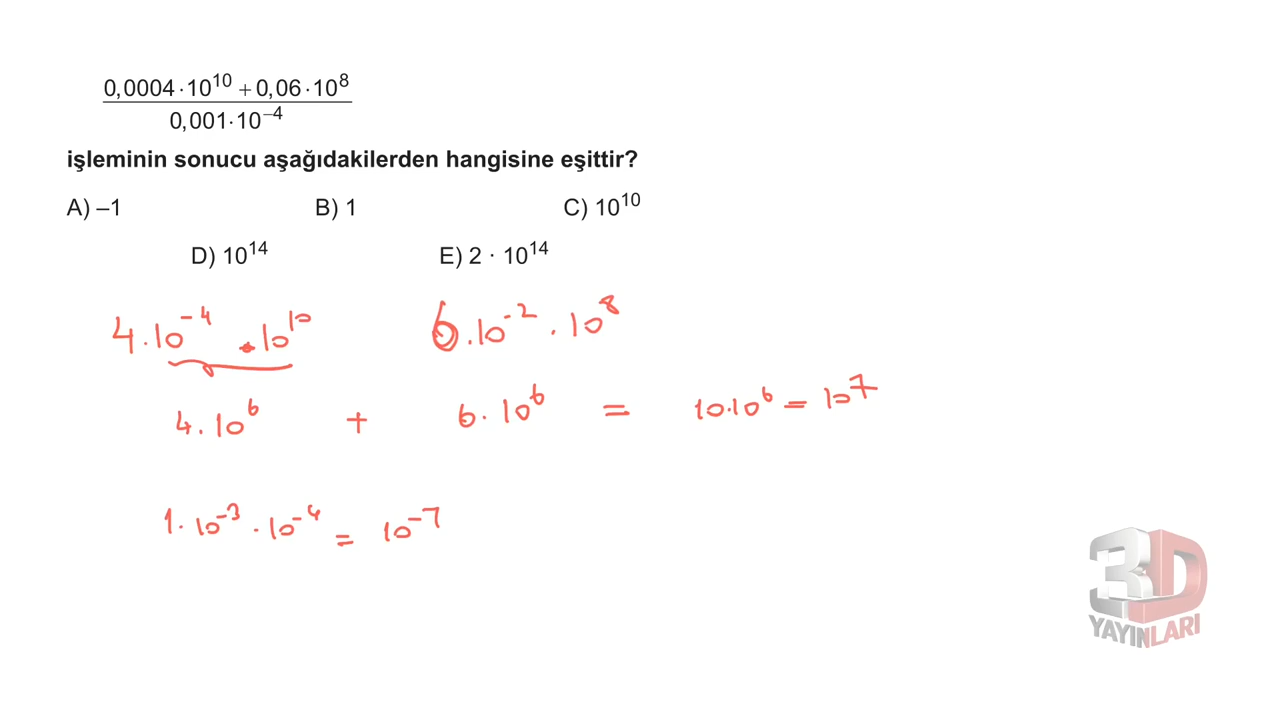 0,0004·10^10 + 0,06·10^8
0,001·10^–4
işleminin sonucu aşağıdakilerden hangisine eşittir?
A) –1 B) 1 C) 10^10
D) 10^14 E) 2 · 10^14
4·10^-4 · 10^10 6·10^-2 · 10^8
4·10^6 + 6·10^6 = 10·10^6 = 10^7
1·10^-3 · 10^-4 = 10^-7
3D
YAYINLARI